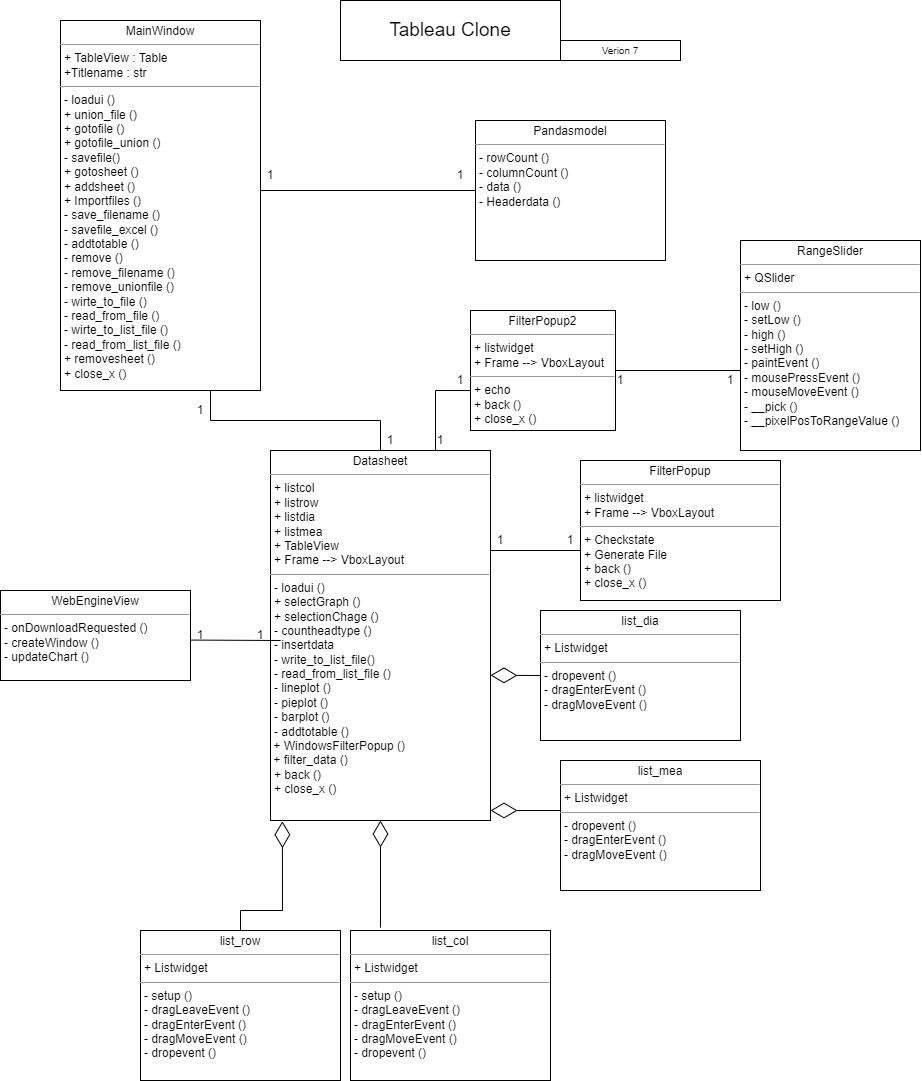 Tableau Clone
Verion 7
MainWindow
+ TableView : Table
+Titlename : str
- loadui ()
+ union_file ()
+ gotofile ()
+ gotofile_union ()
- savefile()
+ gotosheet ()
+ addsheet ()
+ Importfiles ()
- save_filename ()
- savefile_excel ()
- addtotable ()
- remove ()
- remove_filename ()
- remove_unionfile ()
- wirte_to_file ()
- read_from_file ()
- wirte_to_list_file ()
- read_from_list_file ()
+ removesheet ()
+ close_x ()
1
1
Pandasmodel
- rowCount ()
- columnCount ()
- data ()
- Headerdata ()
RangeSlider
+ QSlider
- low ()
- setLow ()
- high ()
- setHigh ()
- paintEvent ()
- mousePressEvent ()
- mouseMoveEvent ()
- __pick ()
- __pixelPosToRangeValue ()
FilterPopup2
+ listwidget
+ Frame --> VboxLayout
+ echo
+ back ()
+ close_x ()
1
1
1
1
1
1
Datasheet
+ listcol
+ listrow
+ listdia
+ listmea
+ TableView
+ Frame --> VboxLayout
- loadui ()
+ selectGraph ()
+ selectionChage ()
- countheadtype ()
- insertdata
- write_to_list_file()
- read_from_list_file ()
- lineplot ()
- pieplot ()
- barplot ()
- addtotable ()
+ WindowsFilterPopup ()
+ filter_data ()
+ back ()
+ close_x ()
1
1
FilterPopup
+ listwidget
+ Frame --> VboxLayout
+ Checkstate
+ Generate File
+ back ()
+ close_x ()
WebEngineView
- onDownloadRequested ()
- createWindow ()
- updateChart ()
1
1
list_dia
+ Listwidget
- dropevent ()
- dragEnterEvent ()
- dragMoveEvent ()
list_mea
+ Listwidget
- dropevent ()
- dragEnterEvent ()
- dragMoveEvent ()
list_row
+ Listwidget
- setup ()
- dragLeaveEvent ()
- dragEnterEvent ()
- dragMoveEvent ()
- dropevent ()
list_col
+ Listwidget
- setup ()
- dragLeaveEvent ()
- dragEnterEvent ()
- dragMoveEvent ()
- dropevent ()